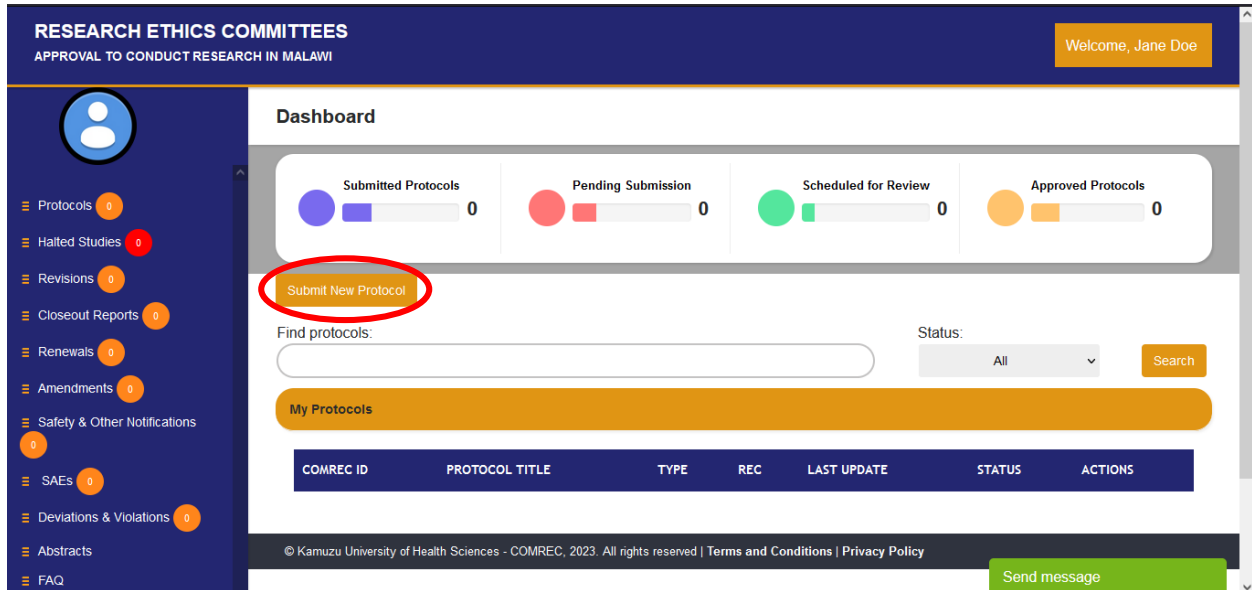 RESEARCH ETHICS COMMITTEES
APPROVAL TO CONDUCT RESEARCH IN MALAWI
Welcome, Jane Doe
Protocols 0
Halted Studies 0
Revisions 0
Closeout Reports 0
Renewals 0
Amendments 0
Safety & Other Notifications
0
SAEs 0
Deviations & Violations 0
Abstracts
FAQ
Dashboard
Submitted Protocols
0
Pending Submission
0
Scheduled for Review
0
Approved Protocols
0
Submit New Protocol
Find protocols:
Status:
All
Search
My Protocols
COMREC ID PROTOCOL TITLE TYPE REC LAST UPDATE STATUS ACTIONS
© Kamuzu University of Health Sciences - COMREC, 2023. All rights reserved | Terms and Conditions | Privacy Policy
Send message